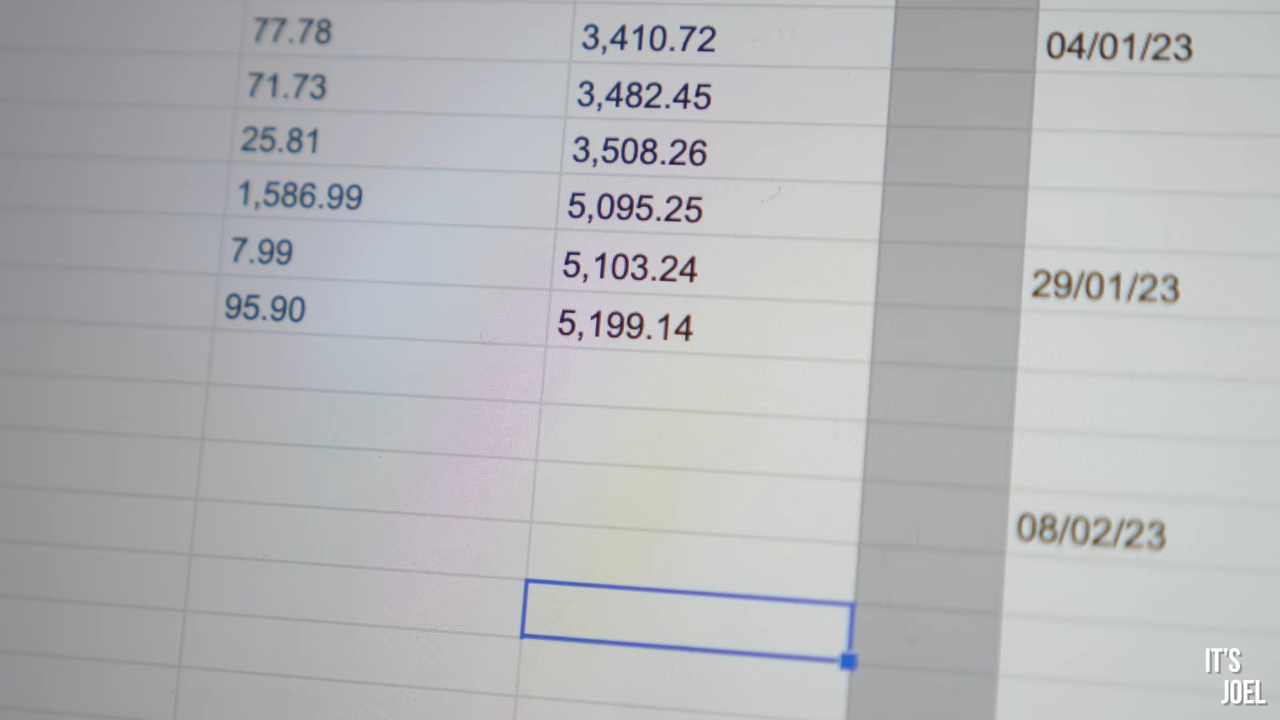 77.78 3,410.72 04/01/23
71.73 3,482.45
25.81 3,508.26
1,586.99 5,095.25
7.99 5,103.24 29/01/23
95.90 5,199.14
08/02/23
IT'S
JOEL